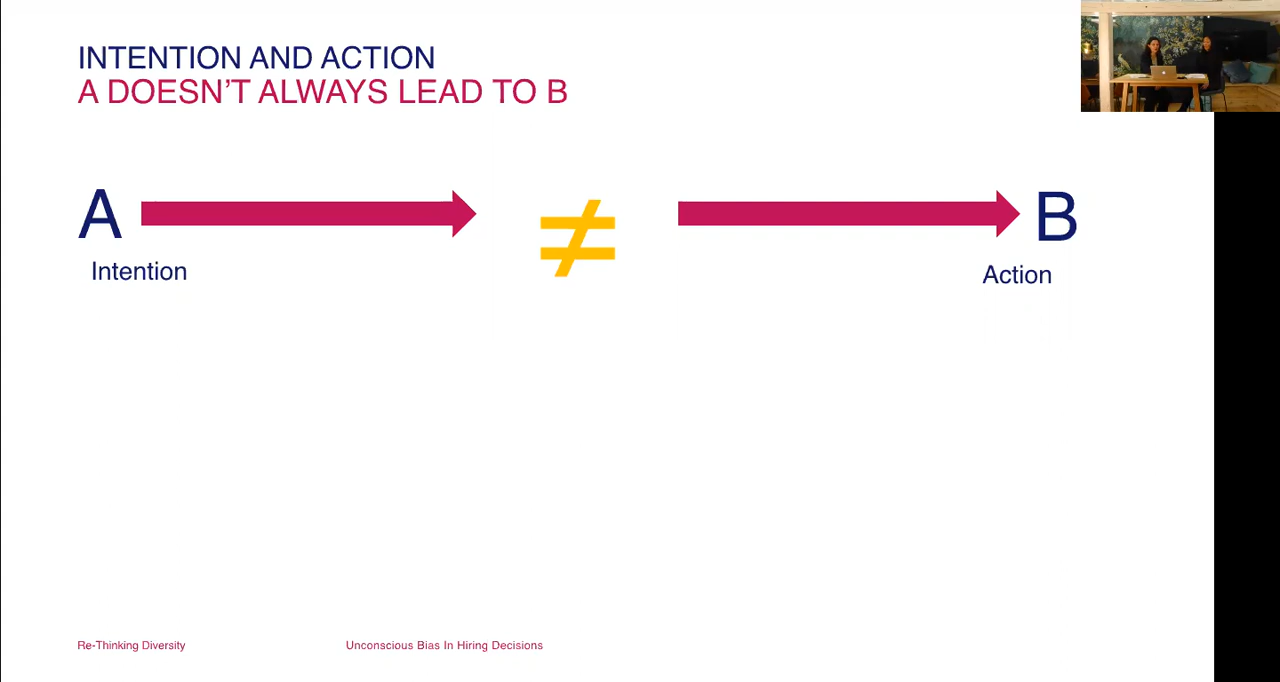 INTENTION AND ACTION
A DOESN'T ALWAYS LEAD TO B
A ≠ B
Intention Action
Re-Thinking Diversity Unconscious Bias In Hiring Decisions